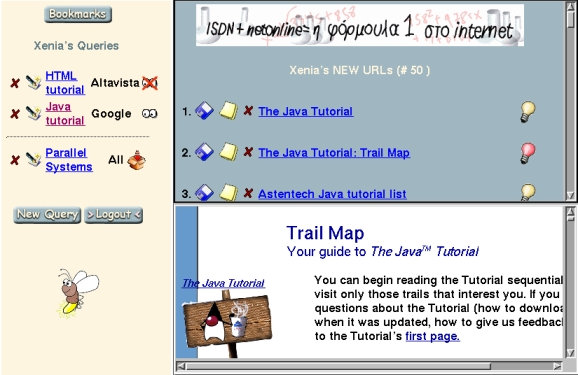 Bookmarks
Xenia's Queries
HTML tutorial Altavista
Java tutorial Google
Parallel Systems All
New Query > Logout <
ISDN + netonline = η φόρμουλα 1 στο internet
Xenia's NEW URLs (# 50 )
1. The Java Tutorial
2. The Java Tutorial: Trail Map
3. Astentech Java tutorial list
Trail Map
Your guide to The Java™ Tutorial
The Java Tutorial
You can begin reading the Tutorial sequential
visit only those trails that interest you. If you
questions about the Tutorial (how to downloa
when it was updated, how to give us feedbac
to the Tutorial's first page.